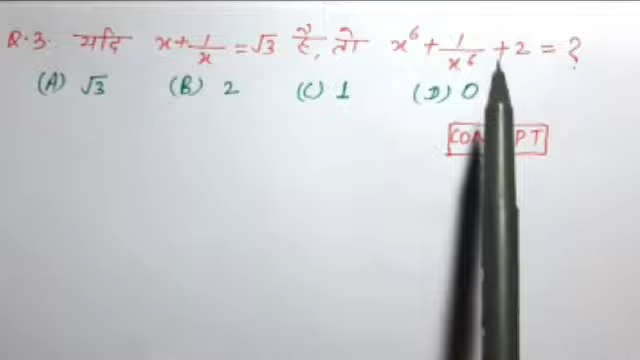 Q.3. यदि x + 1/x = √3 है, तो x⁶ + 1/x⁶ + 2 = ?
(A) √3 (B) 2 (C) 1 (D) 0